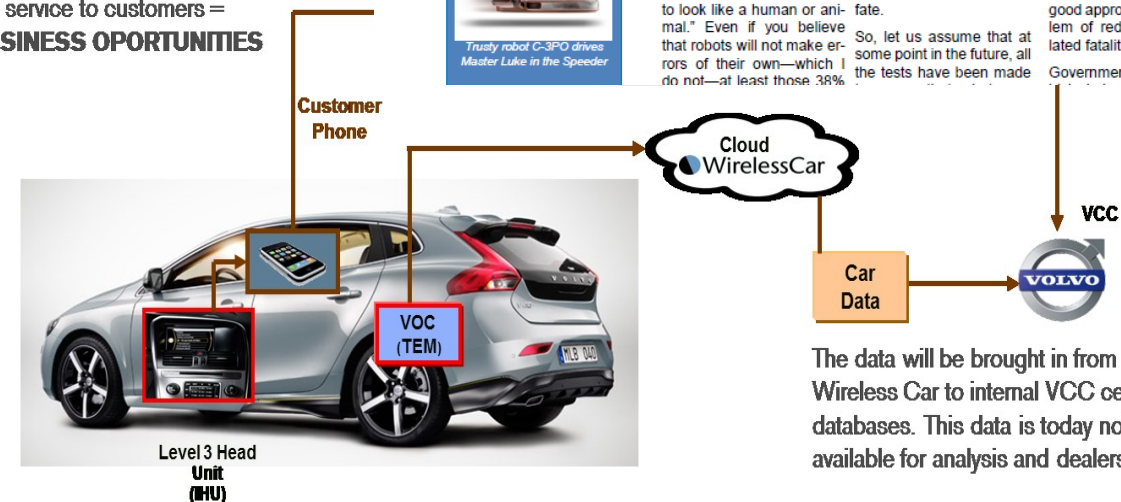 service to customers =
SINESS OPORTUNITIES
Trusty robot C-3PO drives
Master Luke in the Speeder
to look like a human or ani-
mal." Even if you believe
that robots will not make er-
rors of their own—which I
do not—at least those 38%
fate.
So, let us assume that at
some point in the future, all
the tests have been made
good appro
lem of red
lated fatalit
Governmen
Customer
Phone
Cloud
WirelessCar
VCC
VOLVO
Car
Data
VOC
(TEM)
VOLVO
V40
MLB 040
Level 3 Head
Unit
(IHU)
The data will be brought in from
Wireless Car to internal VCC ce
databases. This data is today no
available for analysis and dealers